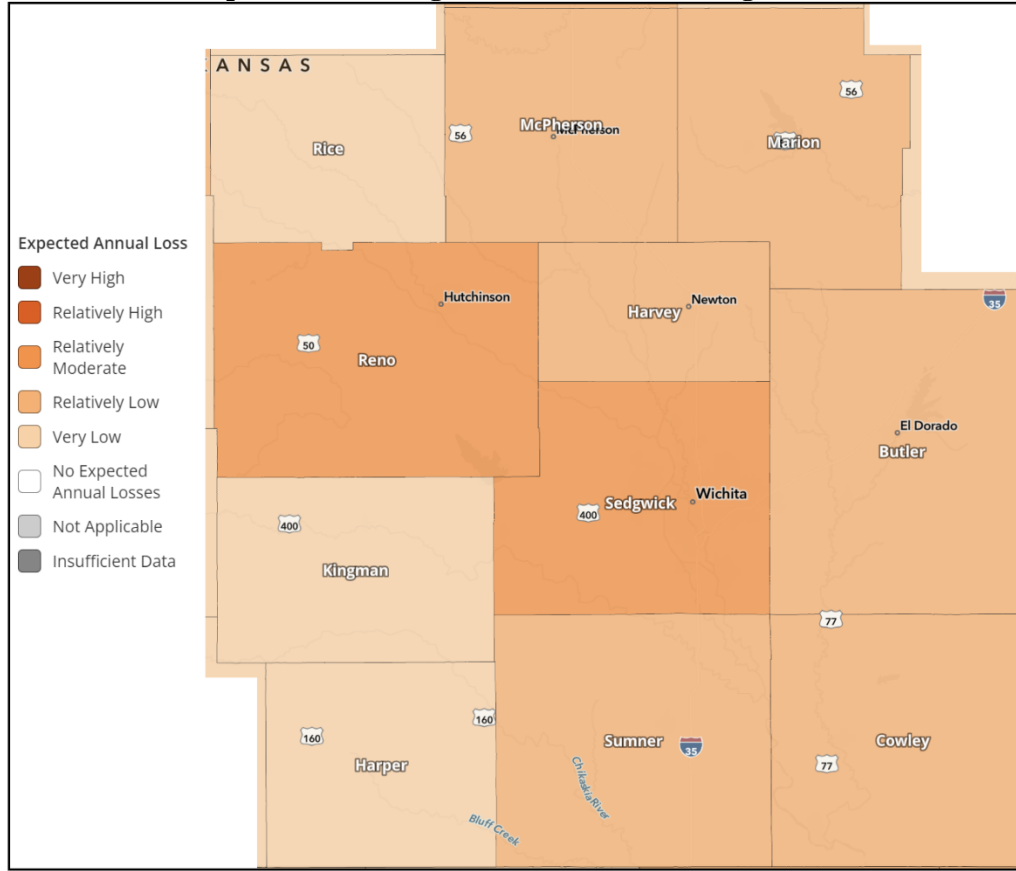 ANSAS
56
McPherson
McPherson
56
Marion
Rice
Expected Annual Loss
Very High
Relatively High
Relatively
Moderate
Relatively Low
Very Low
No Expected
Annual Losses
Not Applicable
Insufficient Data
Hutchinson
50
Reno
Harvey
Newton
35
El Dorado
Butler
400
Kingman
400
Sedgwick
Wichita
77
160
160
Harper
Bluff Creek
Sumner
35
Chikaskia River
77
Cowley